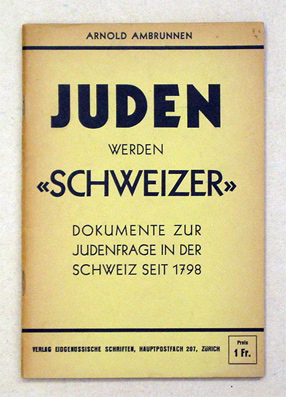 ARNOLD AMBRUNNEN
JUDEN
WERDEN
«SCHWEIZER»
DOKUMENTE ZUR
JUDENFRAGE IN DER
SCHWEIZ SEIT 1798
VERLAG EIDGENÖSSISCHE SCHRIFTEN, HAUPTPOSTFACH 207, ZÜRICH
Preis
1 Fr.